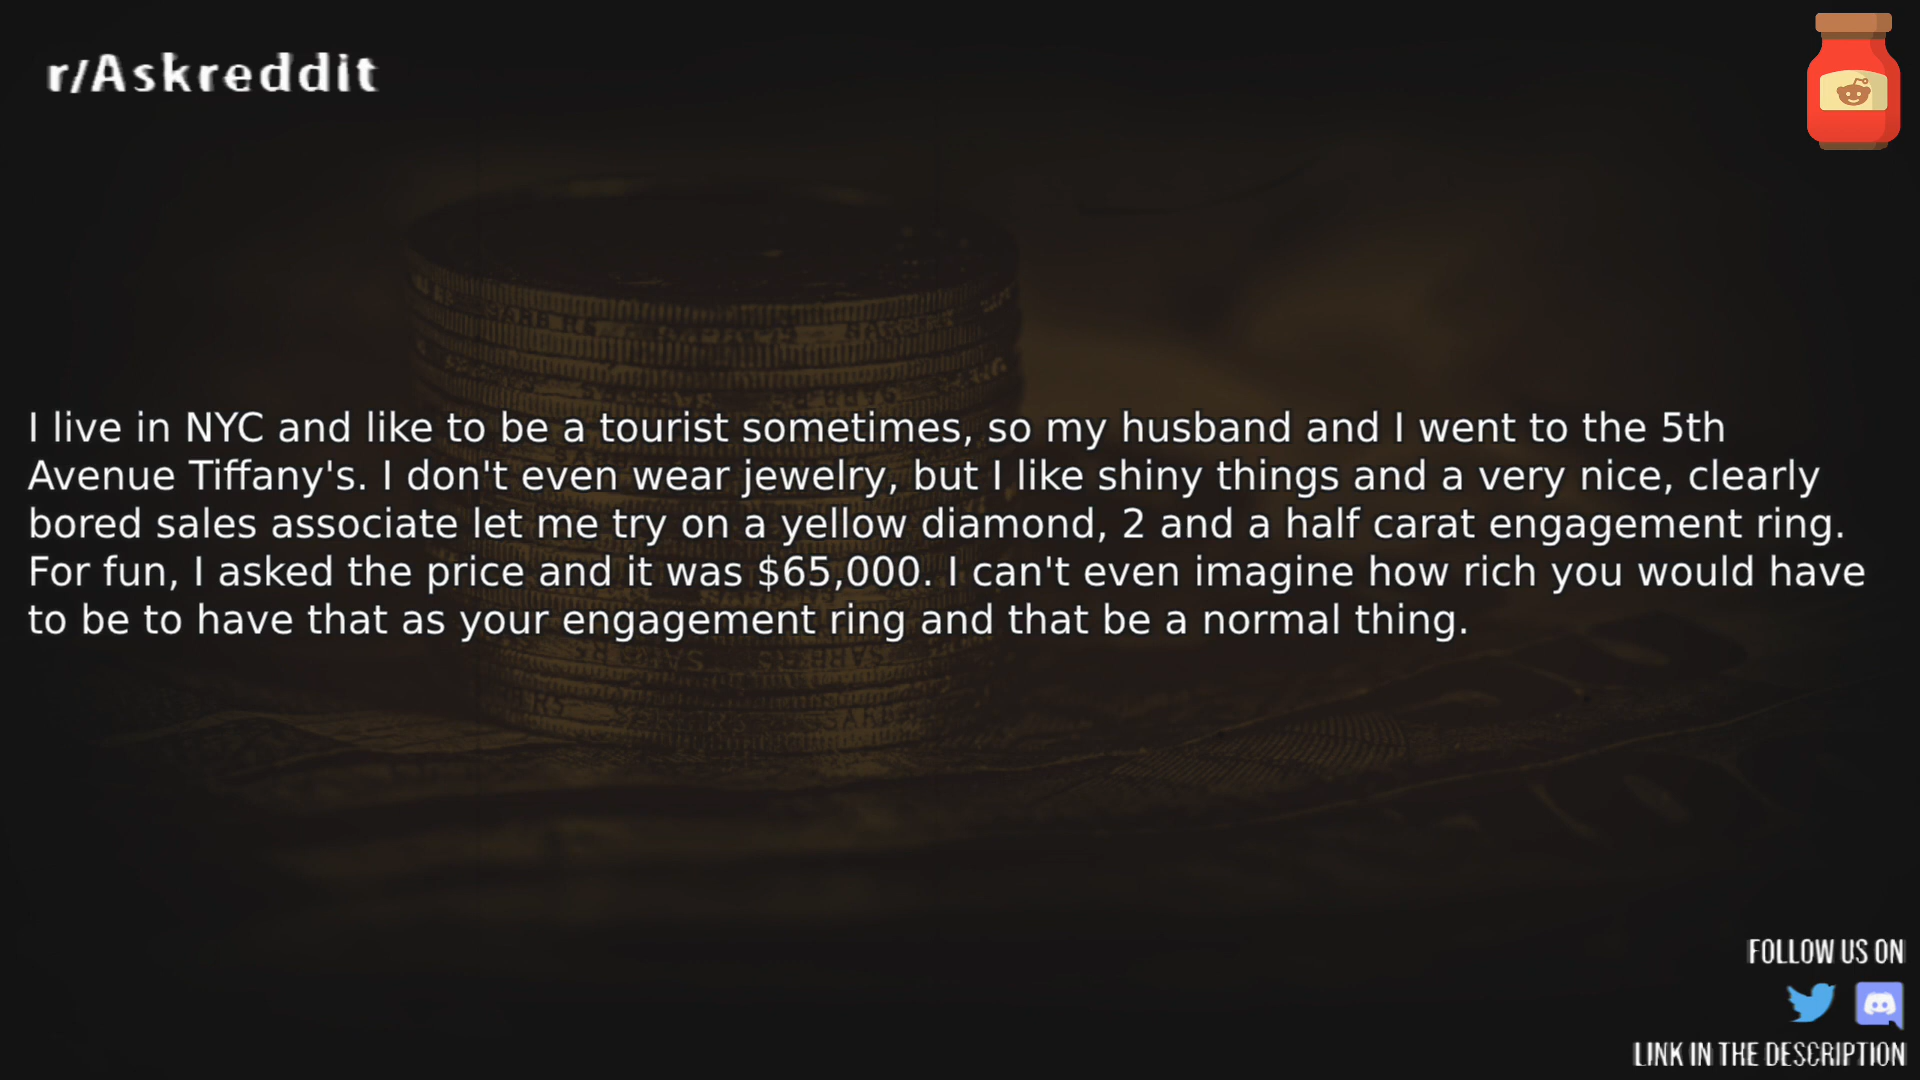 r/Askreddit
I live in NYC and like to be a tourist sometimes, so my husband and I went to the 5th
Avenue Tiffany's. I don't even wear jewelry, but I like shiny things and a very nice, clearly
bored sales associate let me try on a yellow diamond, 2 and a half carat engagement ring.
For fun, I asked the price and it was $65,000. I can't even imagine how rich you would have
to be to have that as your engagement ring and that be a normal thing.
FOLLOW US ON
LINK IN THE DESCRIPTION